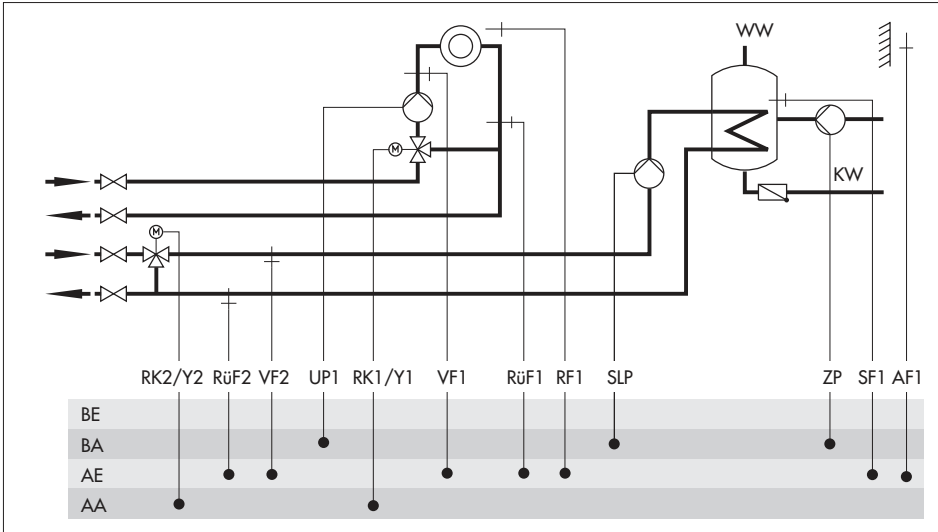 WW
M
KW
M
RK2/Y2 RüF2 VF2 UP1 RK1/Y1 VF1 RüF1 RF1 SLP ZP SF1 AF1
BE
BA
AE
AA